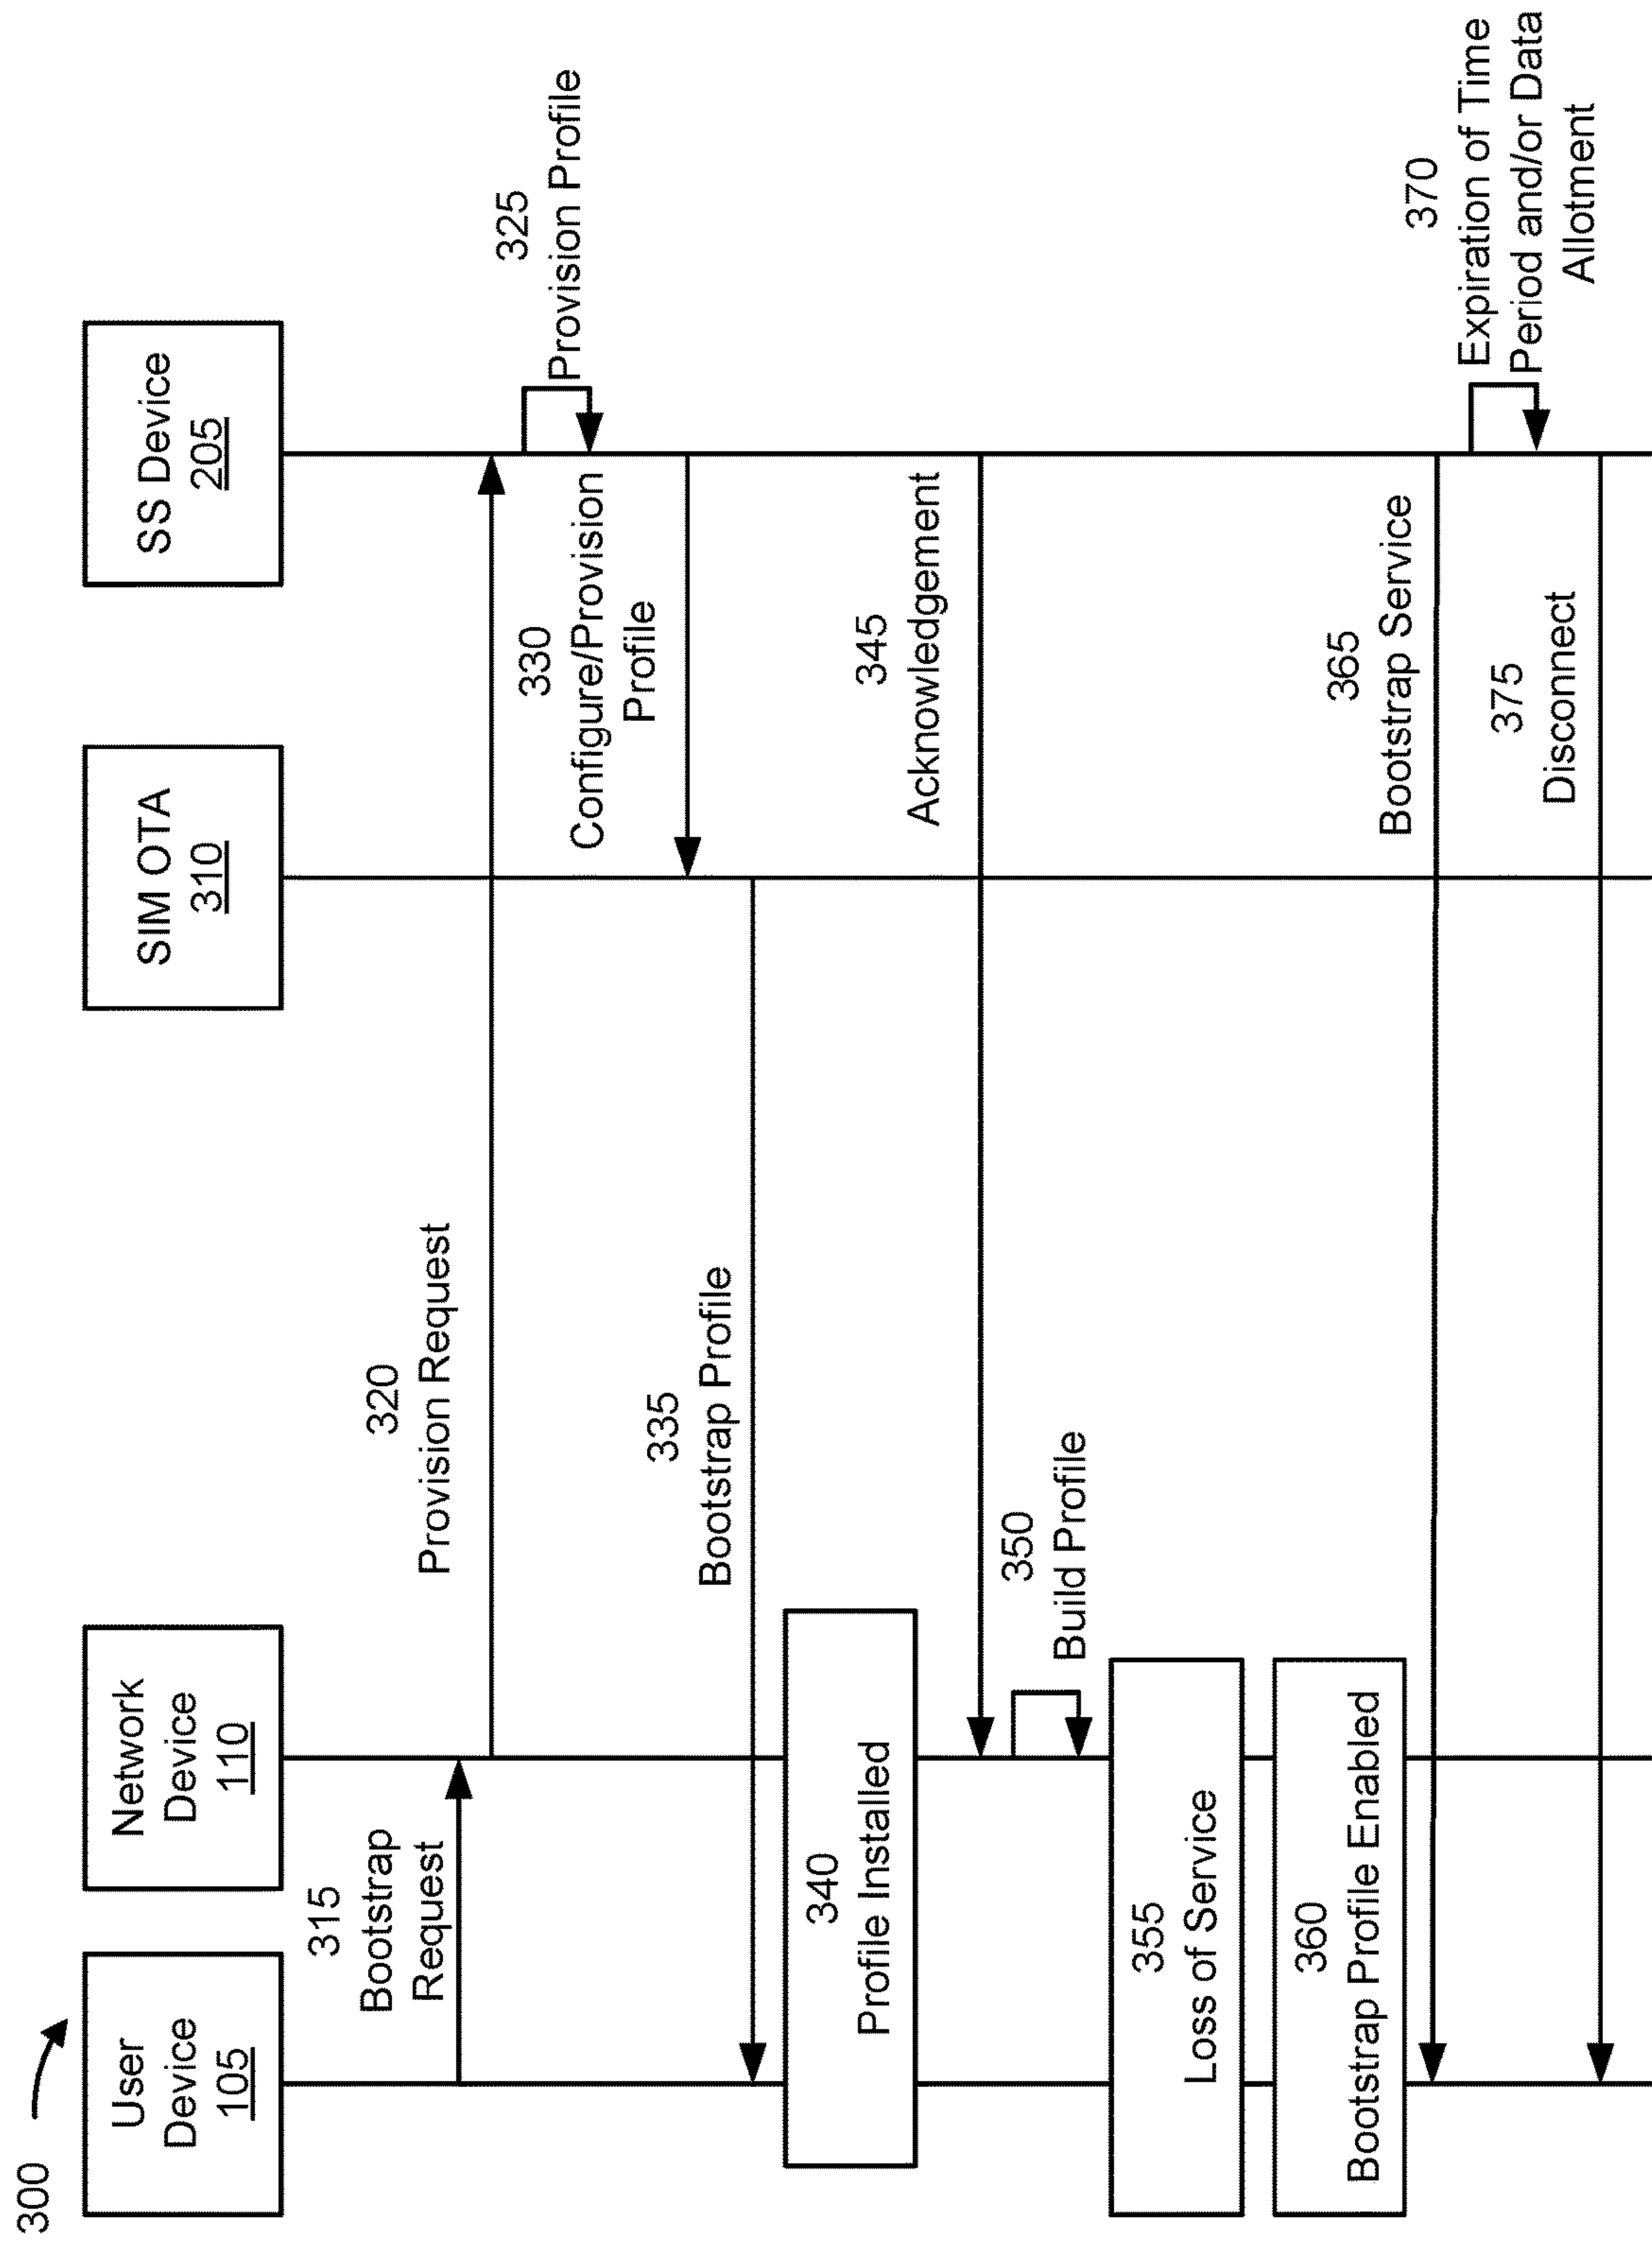 300
User
Device
105
Network
Device
110
SIM OTA
310
SS Device
205
315
Bootstrap
Request
320
Provision Request
325
Provision Profile
330
Configure/Provision
Profile
335
Bootstrap Profile
340
Profile Installed
345
Acknowledgement
350
Build Profile
355
Loss of Service
360
Bootstrap Profile Enabled
365
Bootstrap Service
370
Expiration of Time
Period and/or Data
Allotment
375
Disconnect